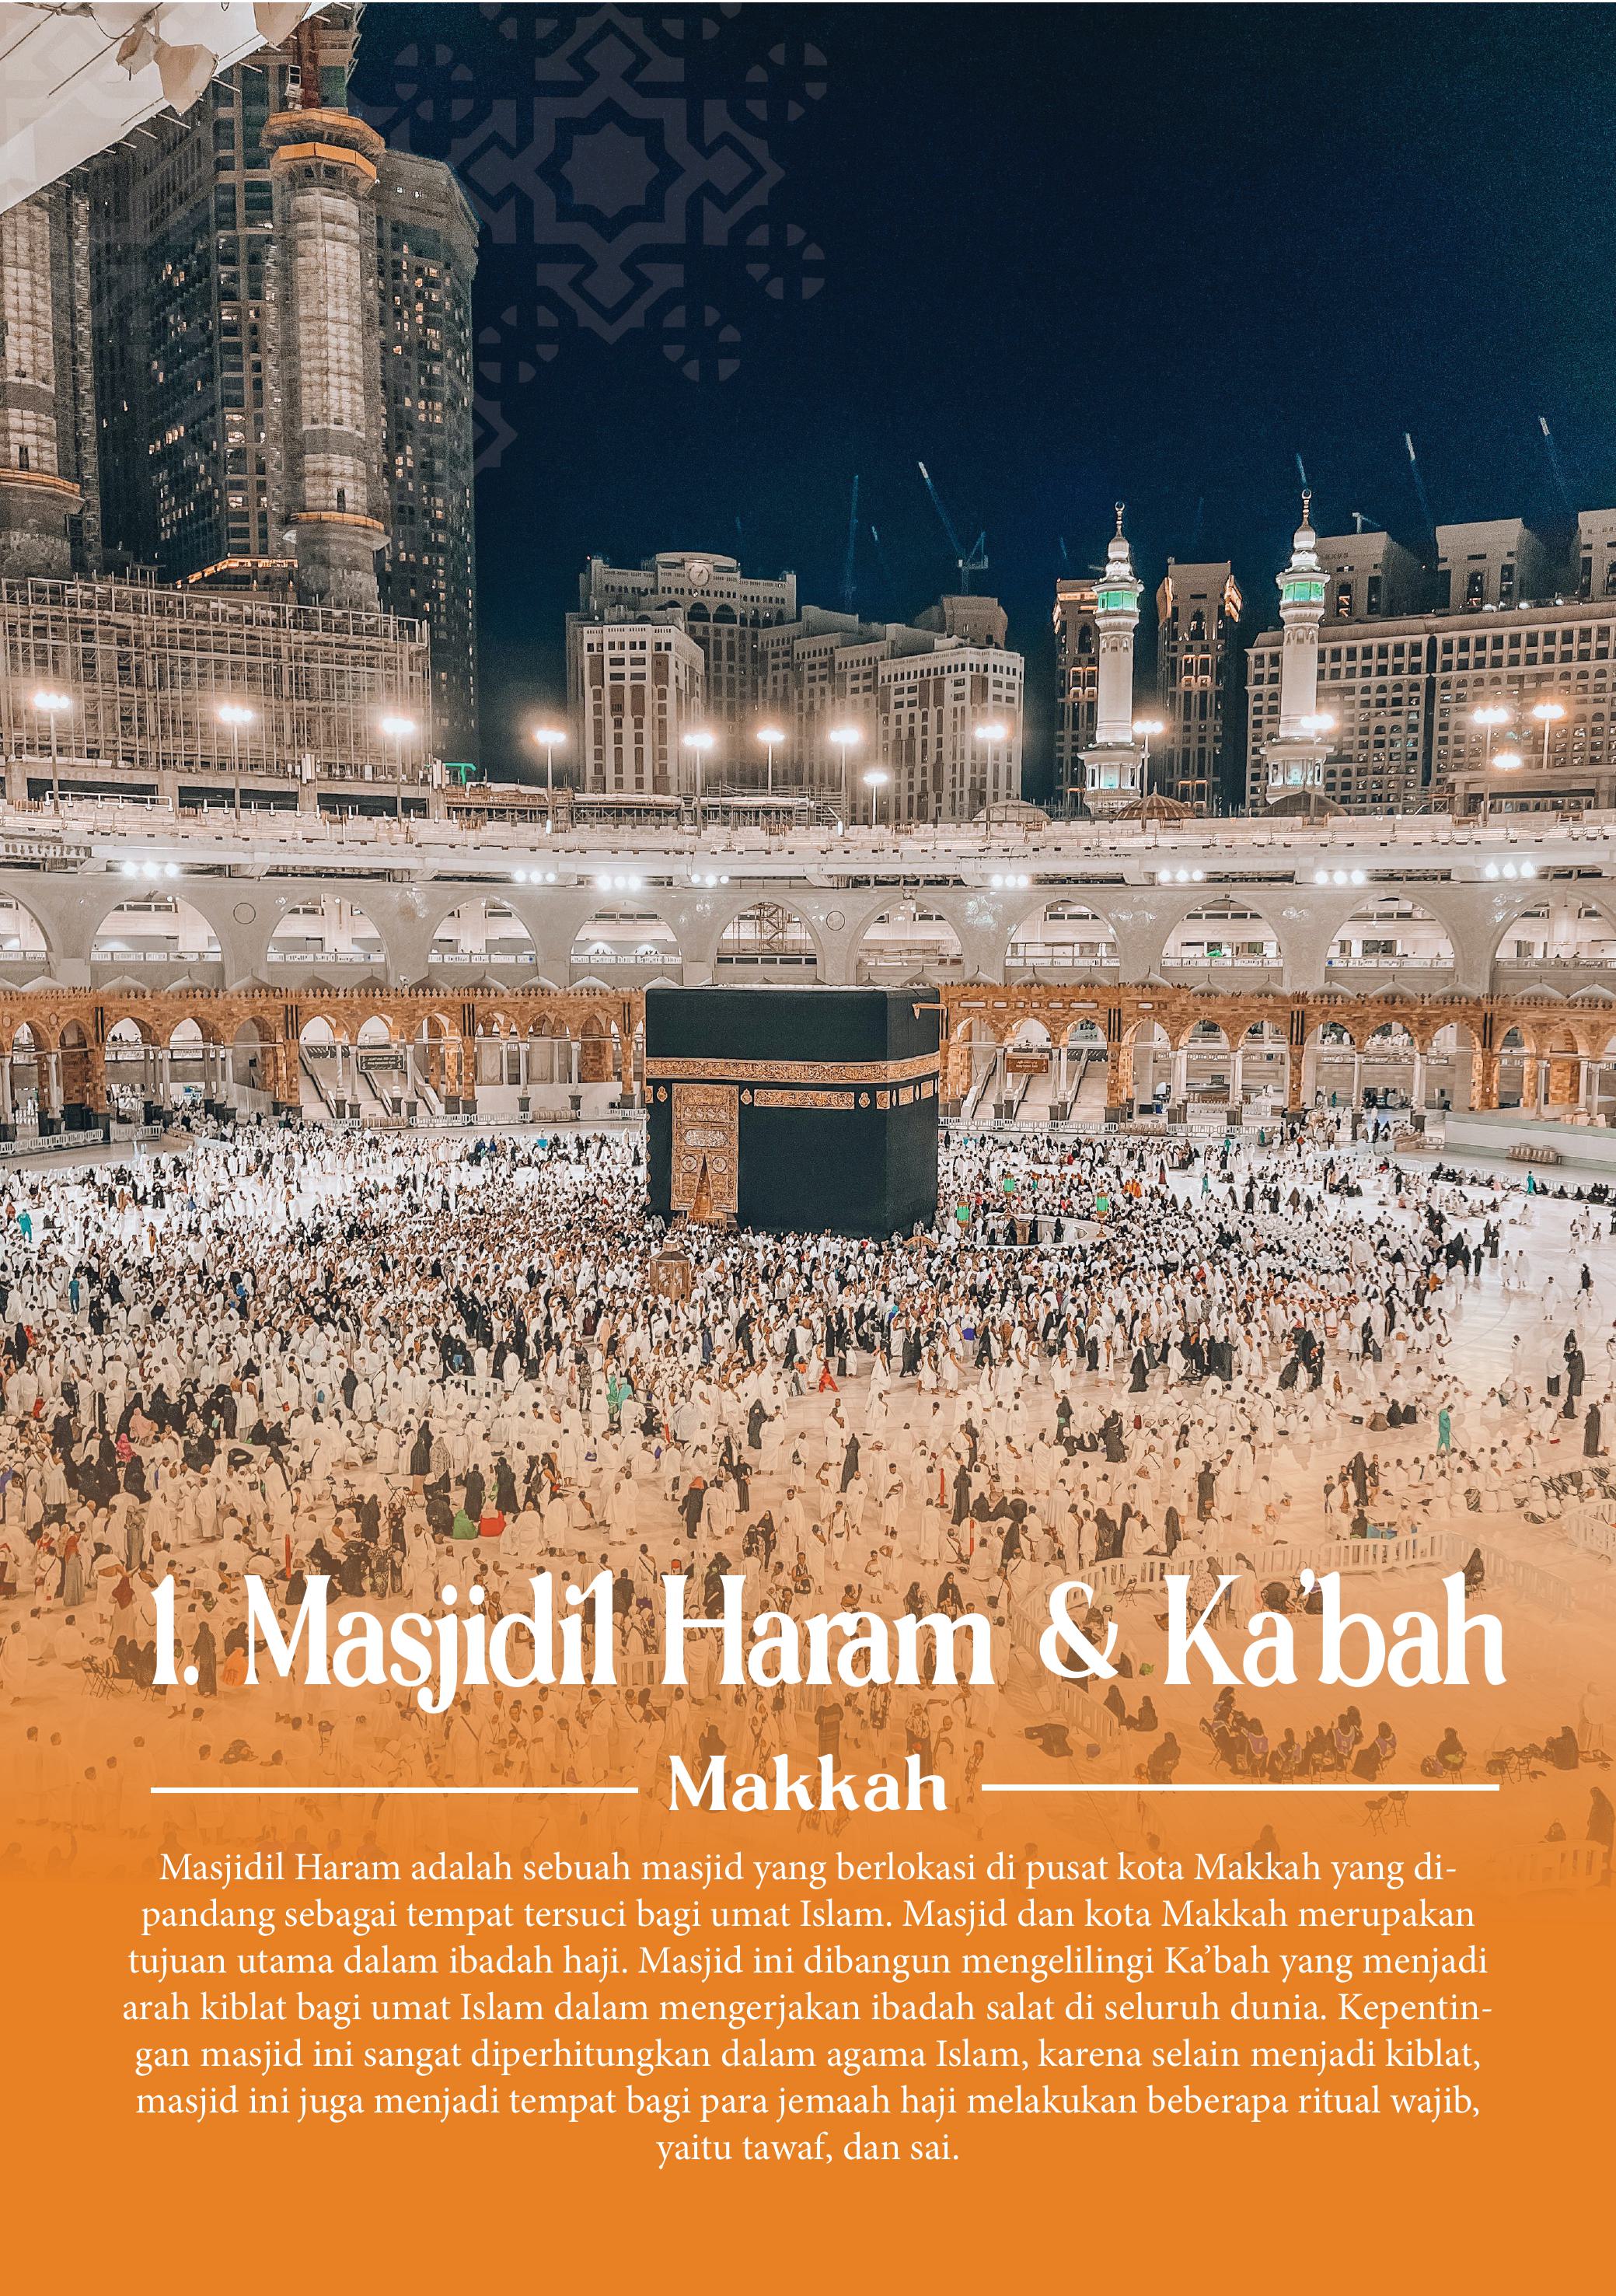 1. Masjidil Haram & Ka’bah
Makkah
Masjidil Haram adalah sebuah masjid yang berlokasi di pusat kota Makkah yang di-
pandang sebagai tempat tersuci bagi umat Islam. Masjid dan kota Makkah merupakan
tujuan utama dalam ibadah haji. Masjid ini dibangun mengelilingi Ka’bah yang menjadi
arah kiblat bagi umat Islam dalam mengerjakan ibadah salat di seluruh dunia. Kepentin-
gan masjid ini sangat diperhitungkan dalam agama Islam, karena selain menjadi kiblat,
masjid ini juga menjadi tempat bagi para jemaah haji melakukan beberapa ritual wajib,
yaitu tawaf, dan sai.